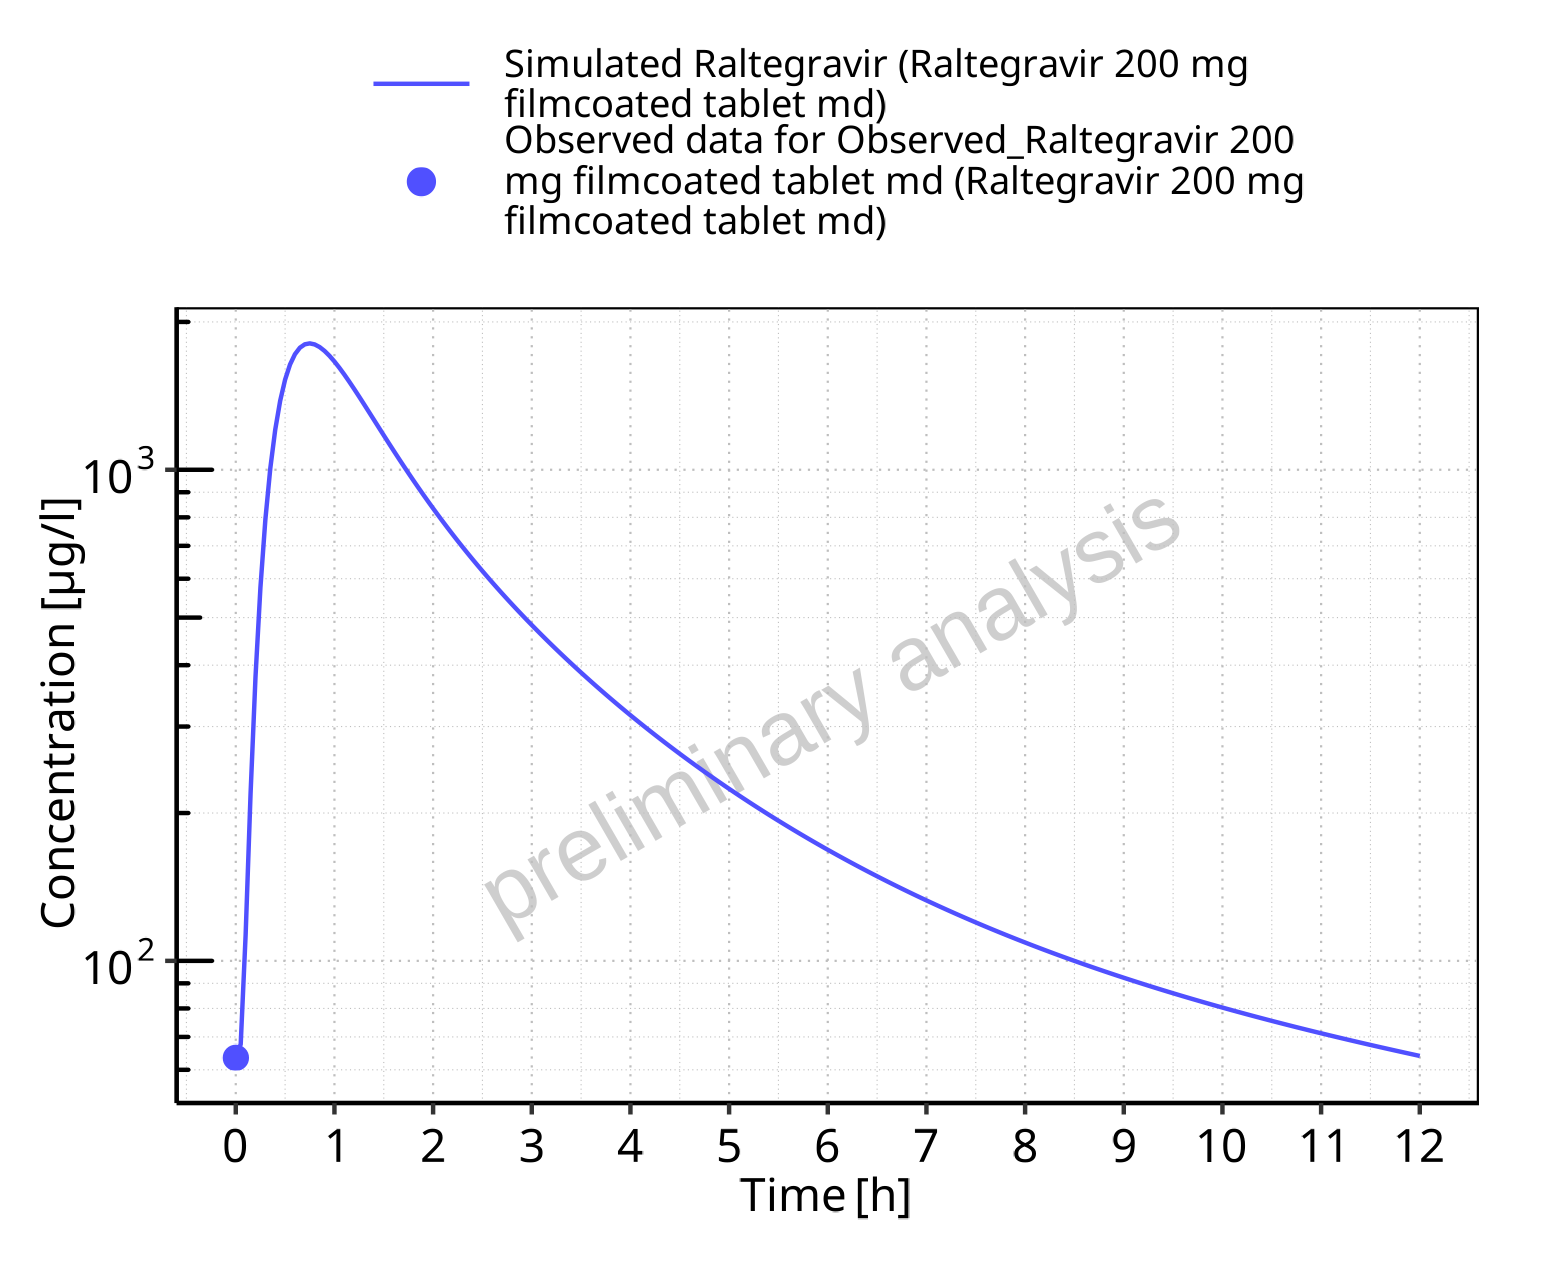 Simulated Raltegravir (Raltegravir 200 mg
filmcoated tablet md)
Observed data for Observed_Raltegravir 200
mg filmcoated tablet md (Raltegravir 200 mg
filmcoated tablet md)
10³
10²
Concentration [µg/l]
preliminary analysis
0 1 2 3 4 5 6 7 8 9 10 11 12
Time [h]